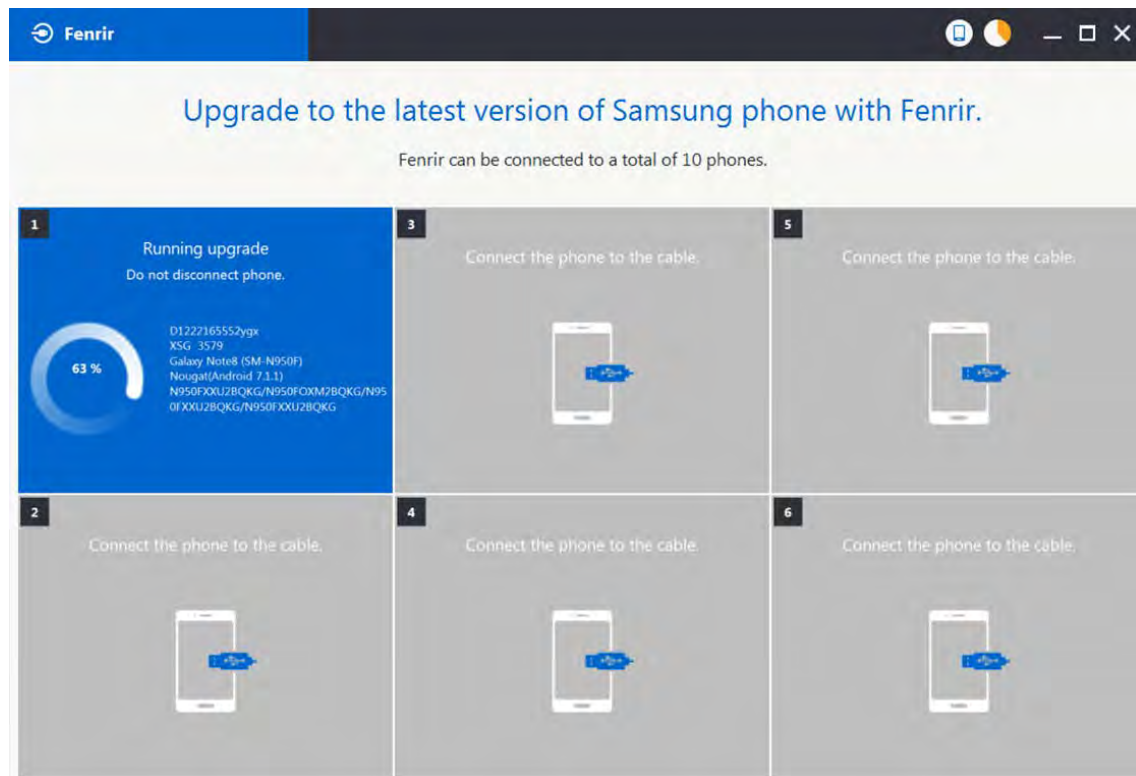 Fenrir
Upgrade to the latest version of Samsung phone with Fenrir.
Fenrir can be connected to a total of 10 phones.
1
Running upgrade
Do not disconnect phone.
63 %
D1222165552ygx
XSG 3579
Galaxy Note8 (SM-N950F)
Nougat(Android 7.1.1)
N950FXXU2BQKG/N950FOXM2BQKG/N95
0FXXU2BQKG/N950FXXU2BQKG
3
Connect the phone to the cable.
5
Connect the phone to the cable.
2
Connect the phone to the cable.
4
Connect the phone to the cable.
6
Connect the phone to the cable.